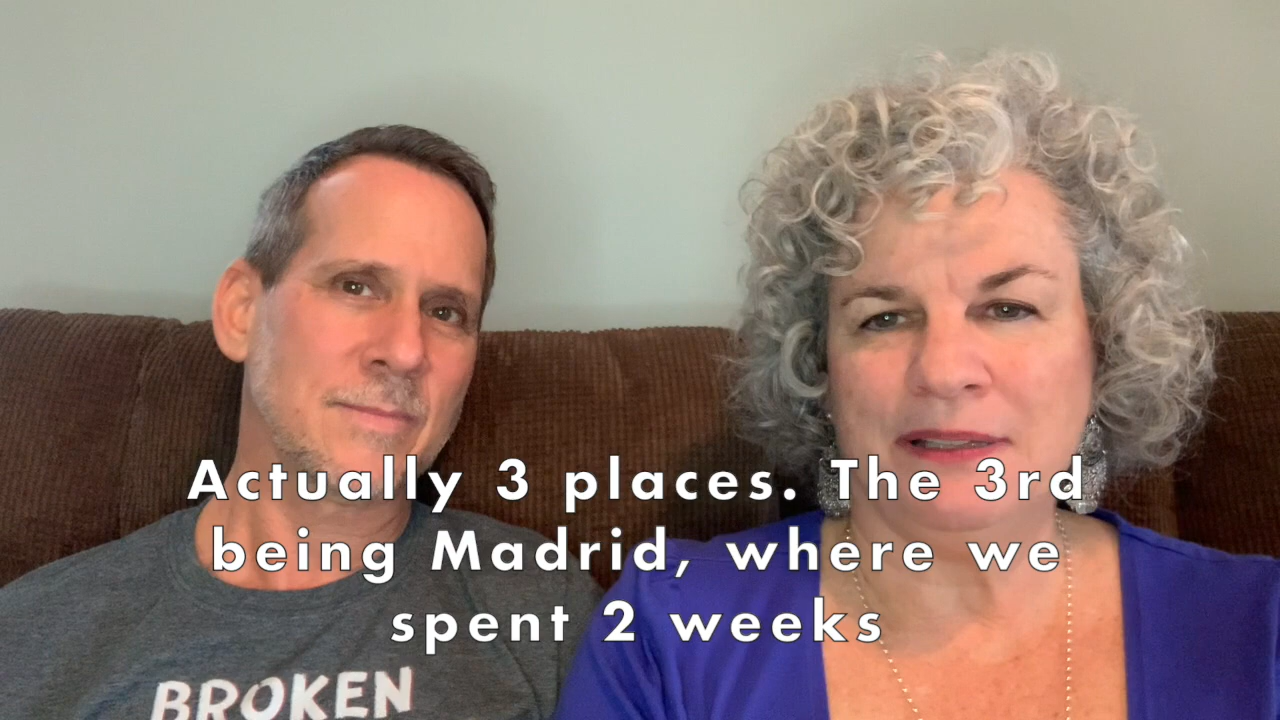 Actually 3 places. The 3rd
being Madrid, where we
spent 2 weeks
BROKEN